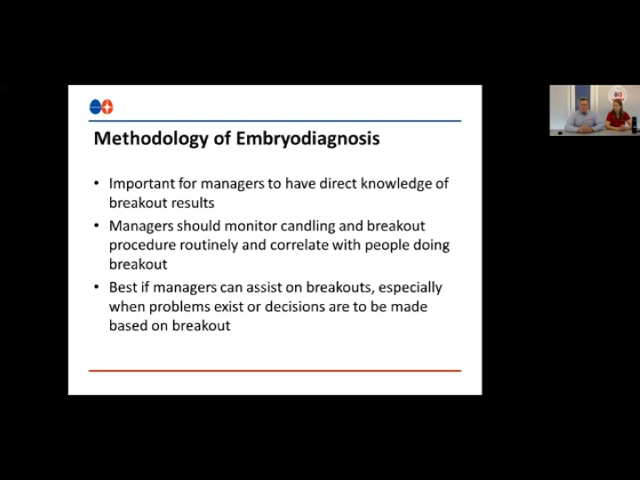 Methodology of Embryodiagnosis
• Important for managers to have direct knowledge of
breakout results
• Managers should monitor candling and breakout
procedure routinely and correlate with people doing
breakout
• Best if managers can assist on breakouts, especially
when problems exist or decisions are to be made
based on breakout